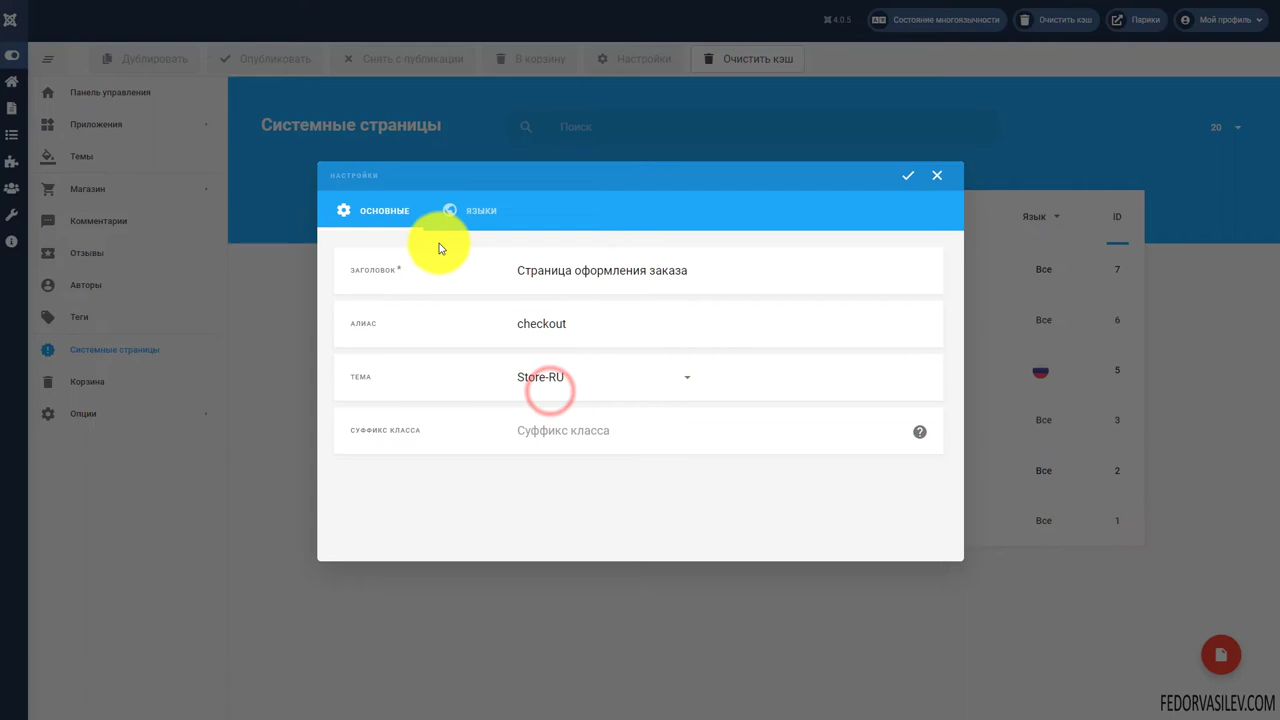 4.0.5
Состояние многоязычности
Очистить кэш
Парики
Мой профиль
Дублировать
Опубликовать
Снять с публикации
В корзину
Настройки
Очистить кэш
Панель управления
Приложения
Темы
Магазин
Комментарии
Отзывы
Авторы
Теги
Системные страницы
Корзина
Опции
Системные страницы
Поиск
20
Язык
ID
Все
7
Все
6
5
Все
3
Все
2
Все
1
НАСТРОЙКИ
ОСНОВНЫЕ
ЯЗЫКИ
ЗАГОЛОВОК*
Страница оформления заказа
АЛИАС
checkout
ТЕМА
Store-RU
СУФФИКС КЛАССА
Суффикс класса
FEDORVASILEV.COM